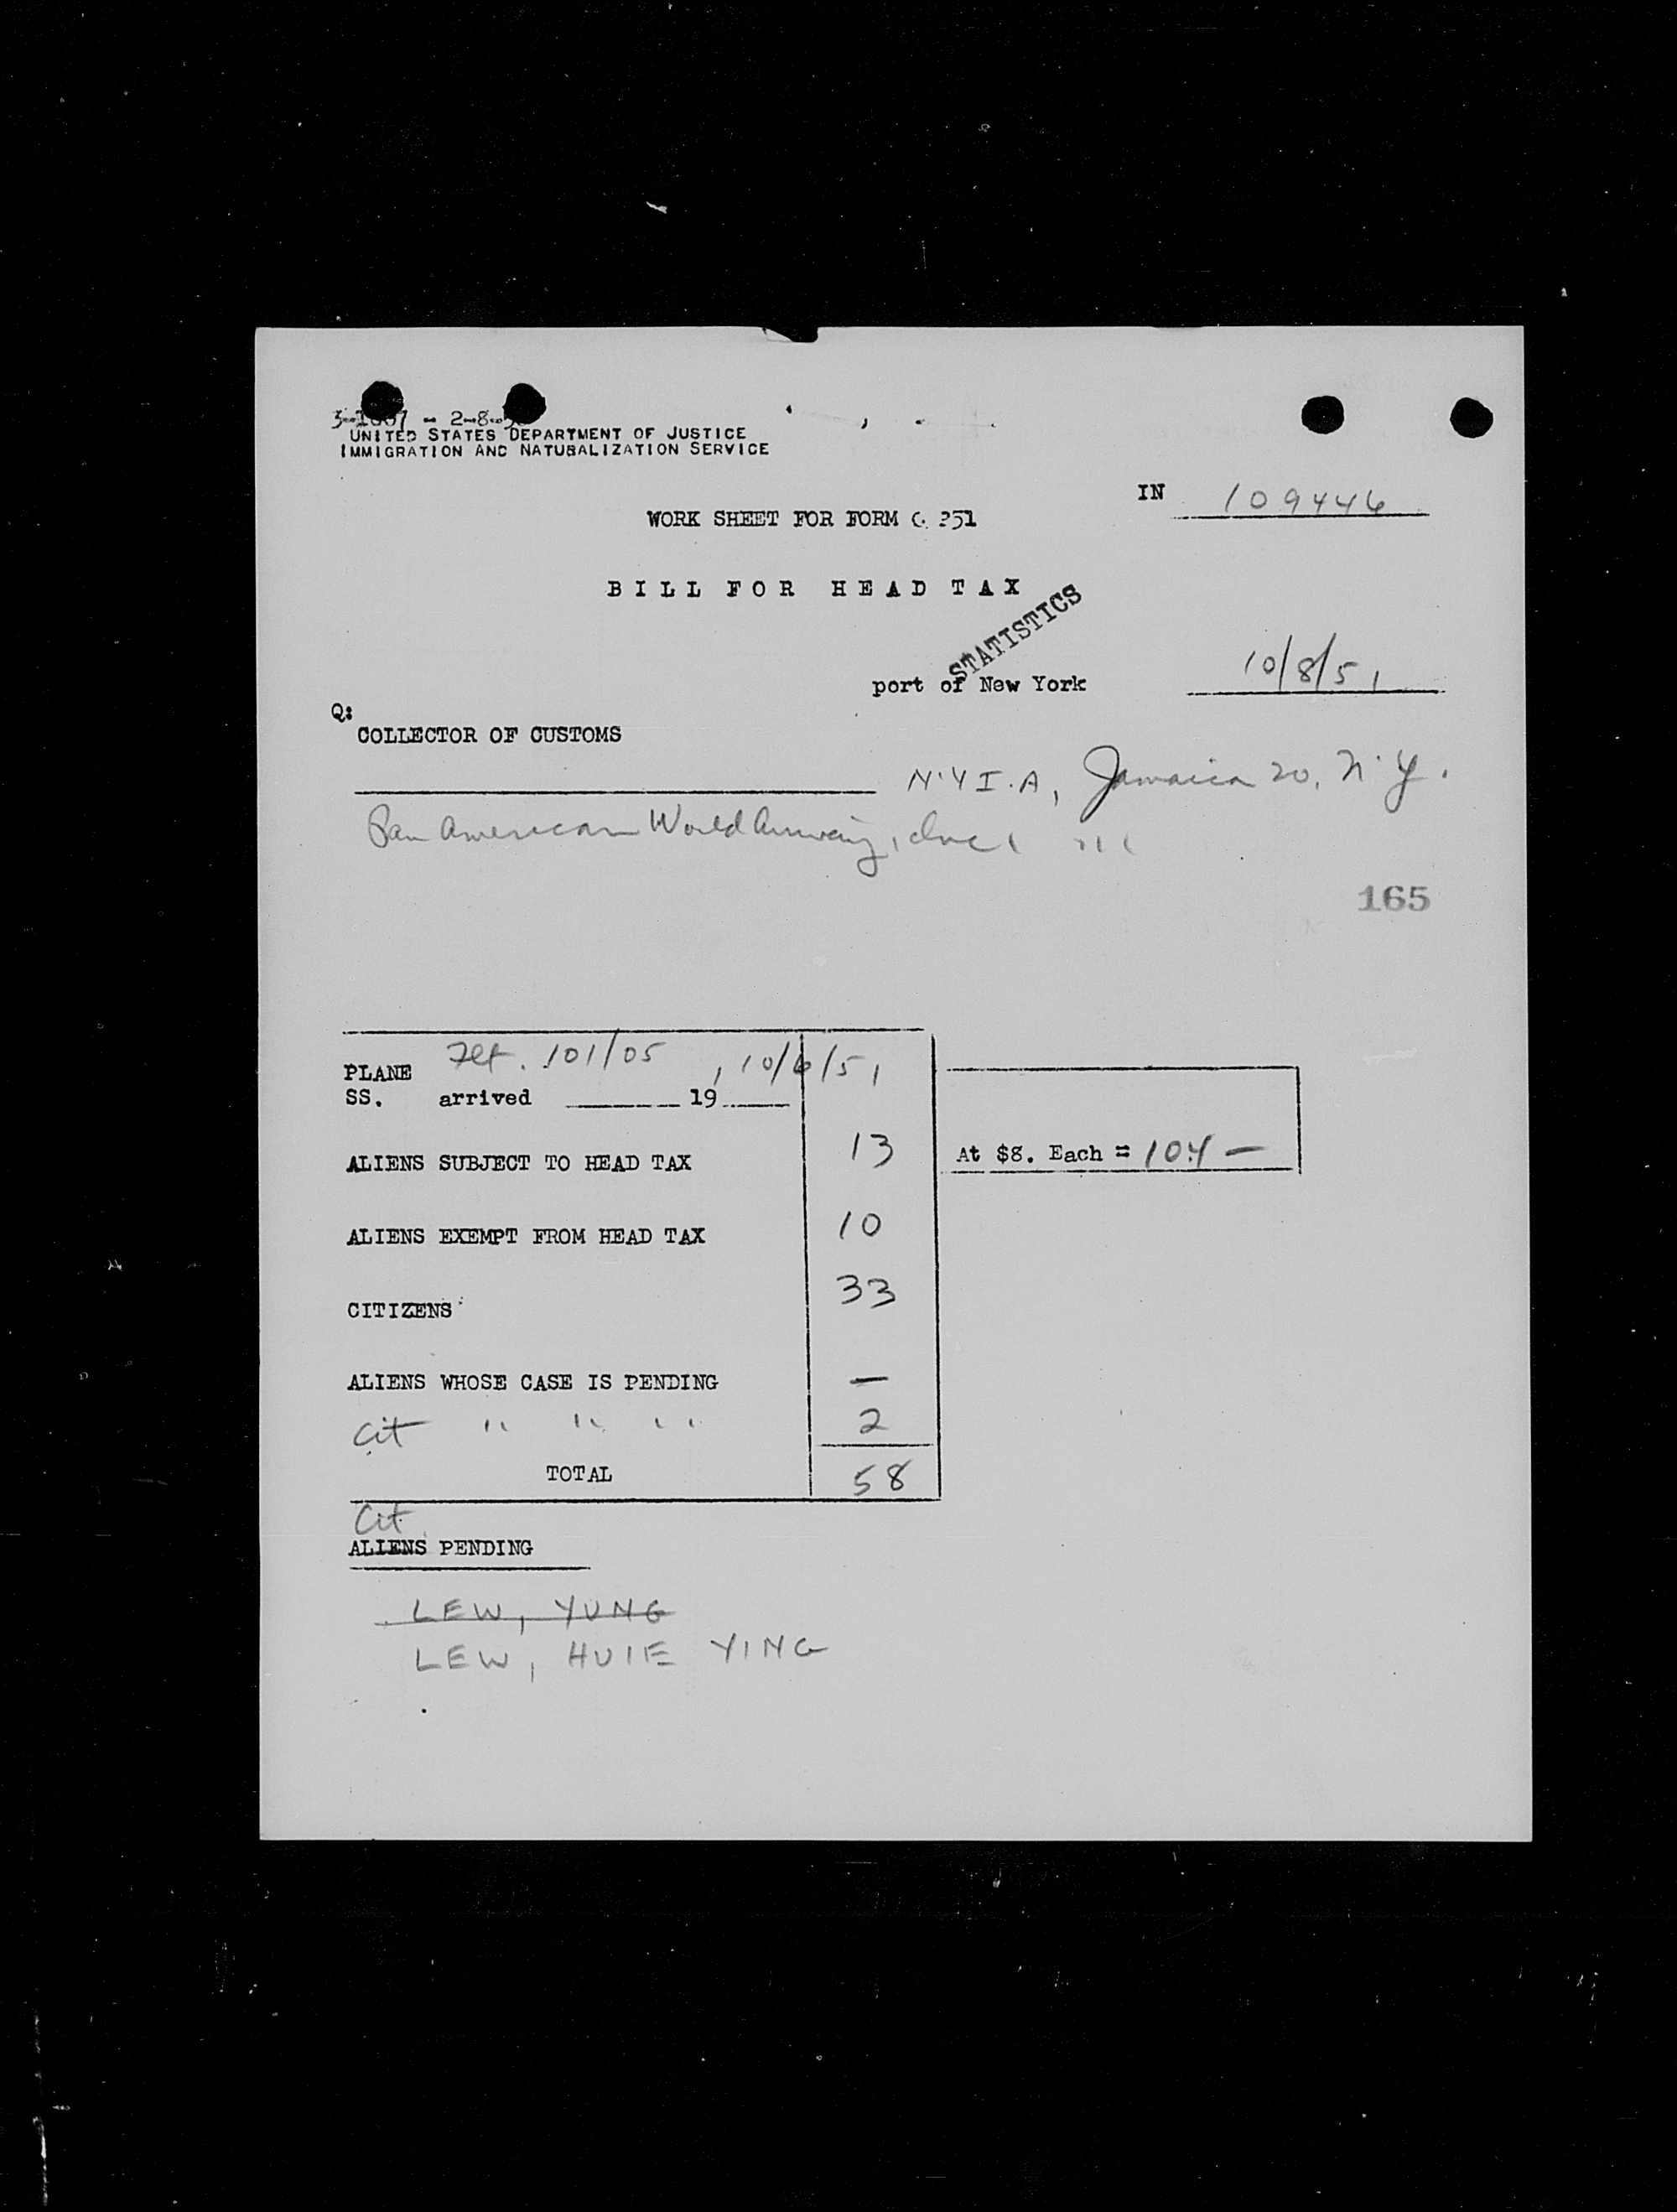 UNITED STATES DEPARTMENT OF JUSTICE
IMMIGRATION AND NATURALIZATION SERVICE
IN 109446
WORK SHEET FOR FORM G 251
BILL FOR HEAD TAX
STATISTICS
port of New York 10/8/51
Q:
COLLECTOR OF CUSTOMS
N.Y I.A, Jamaica 20, N.Y.
Pan American World Airways, Inc.
165
PLANE Flt. 101/05, 10/6/51
SS. arrived 19
ALIENS SUBJECT TO HEAD TAX 13 At $8. Each = 104 —
ALIENS EXEMPT FROM HEAD TAX 10
CITIZENS 33
ALIENS WHOSE CASE IS PENDING —
Cit " " " 2
TOTAL 58
Cit
ALIENS PENDING
LEW, YUNG
LEW, HUIE YING